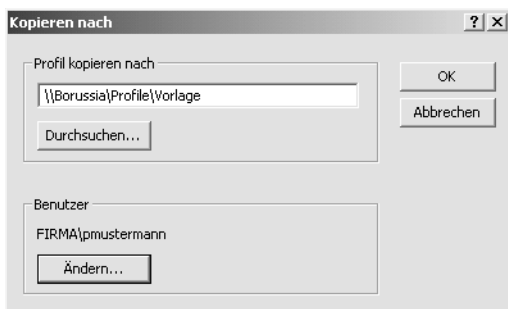 Kopieren nach
Profil kopieren nach
\\Borussia\Profile\Vorlage
Durchsuchen...
OK
Abbrechen
Benutzer
FIRMA\pmustermann
Ändern...